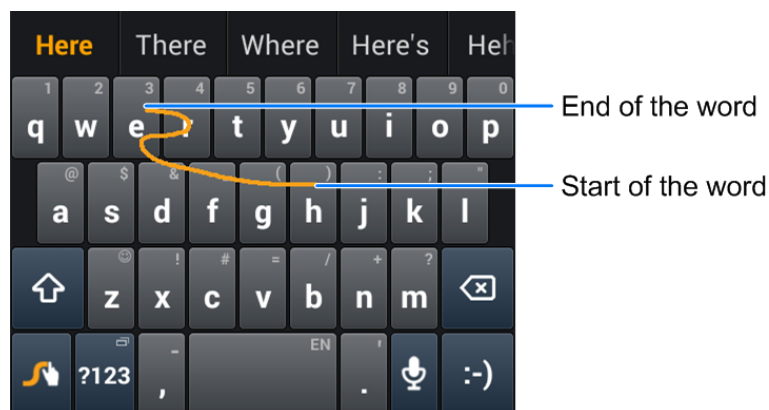 Here There Where Here's Heh
1 2 3 4 5 6 7 8 9 0
q w e r t y u i o p
End of the word
@ $ & ( ) : ; "
a s d f g h j k l
Start of the word
! # = / + ?
z x c v b n m
EN
?123 - , . ' :-)